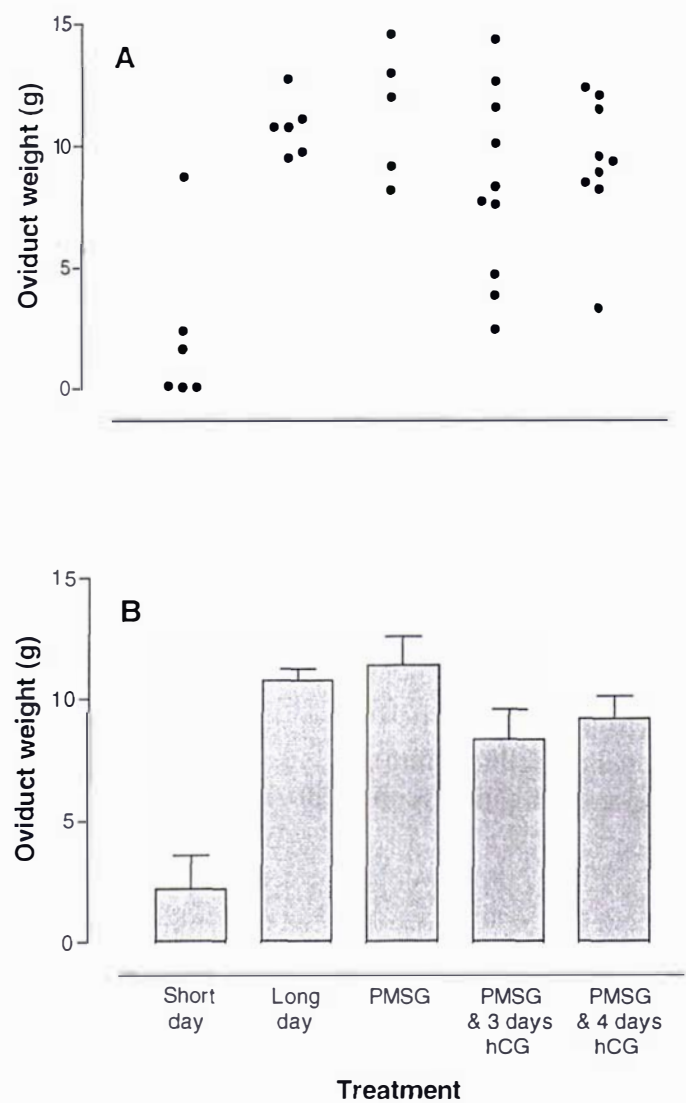 15
A
10
5
0
Oviduct weight (g)
15
B
10
5
0
Oviduct weight (g)
Short day
Long day
PMSG
PMSG & 3 days hCG
PMSG & 4 days hCG
Treatment